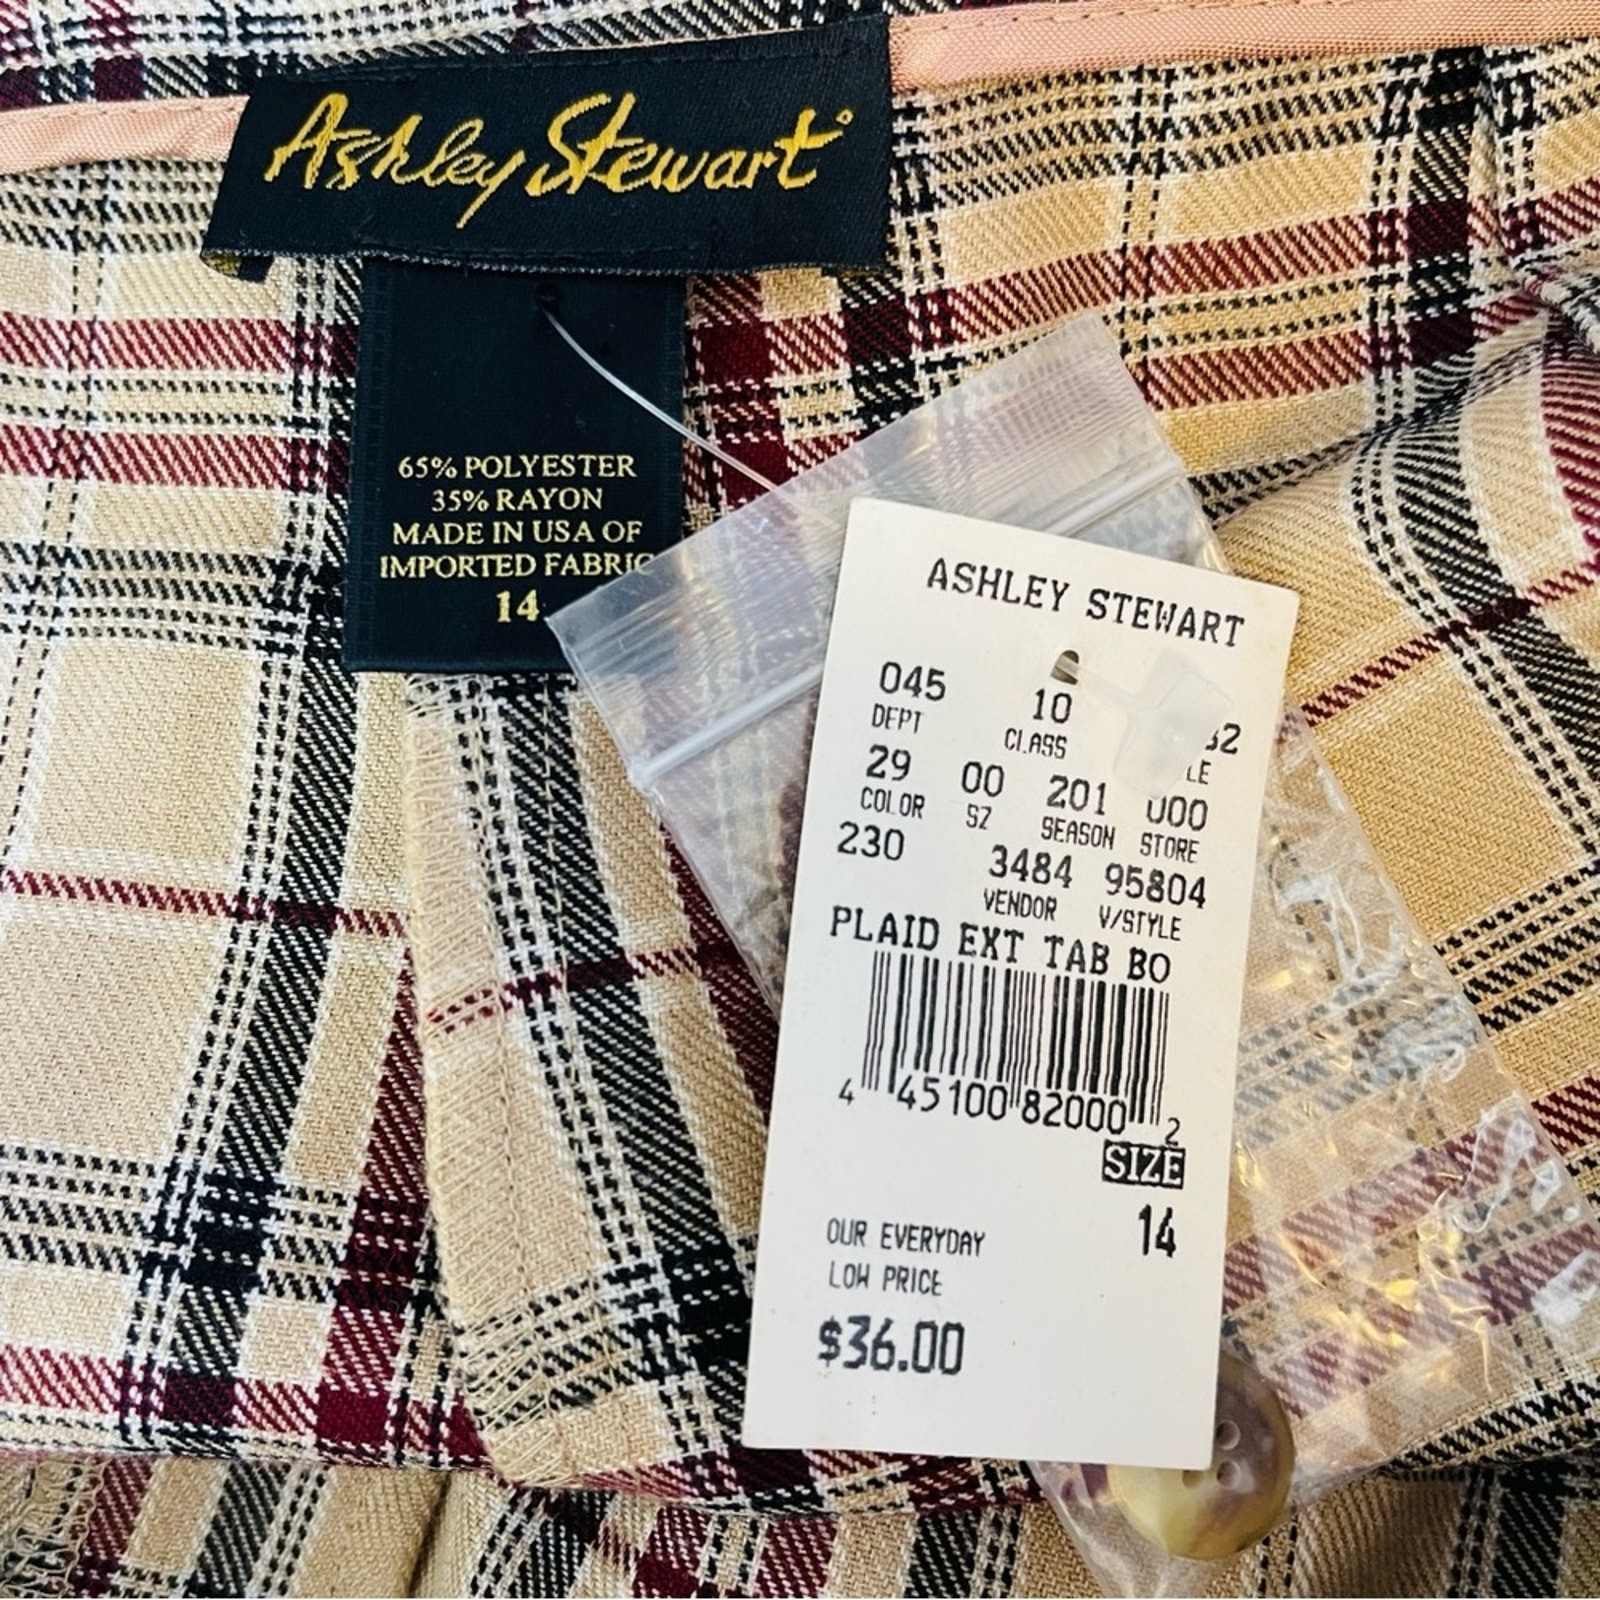 Ashley Stewart
65% POLYESTER
35% RAYON
MADE IN USA OF
IMPORTED FABRIC
14
ASHLEY STEWART
045 10
DEPT CLASS
29 00 201 000
COLOR SZ SEASON STORE
230 3484 95804
VENDOR V/STYLE
PLAID EXT TAB BO
4 45100 82000 2
SIZE
14
OUR EVERYDAY
LOW PRICE
$36.00